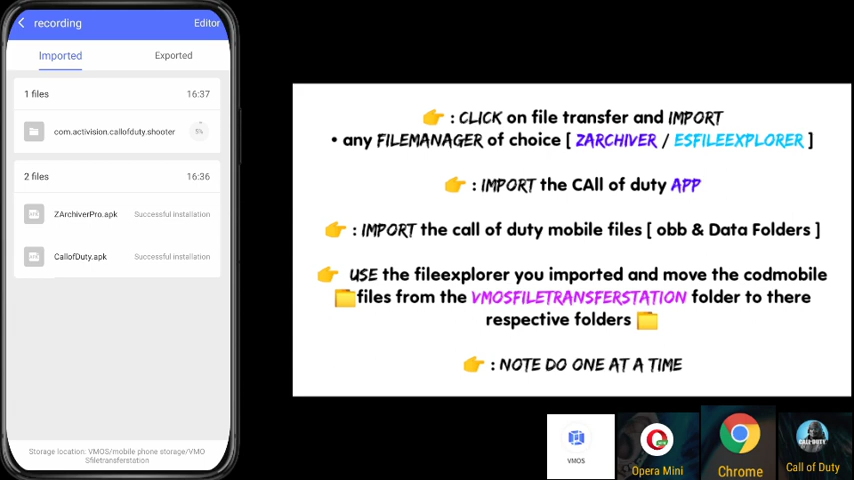 recording
Editor
Imported
Exported
1 files
16:37
com.activision.callofduty.shooter
5%
2 files
16:36
ZArchiverPro.apk
Successful installation
CallofDuty.apk
Successful installation
Storage location: VMOS/mobile phone storage/VMO
Sfiletransferstation
👉 : CLICK on file transfer and IMPORT
• any FILEMANAGER of choice [ ZARCHIVER / ESFILEEXPLORER ]
👉 : IMPORT the CAll of duty APP
👉 : IMPORT the call of duty mobile files [ obb & Data Folders ]
👉 USE the fileexplorer you imported and move the codmobile
📁files from the VMOSFILETRANSFERSTATION folder to there
respective folders 📁
👉 : NOTE DO ONE AT A TIME
VMOS
Opera Mini
Chrome
CALL OF DUTY
Call of Duty